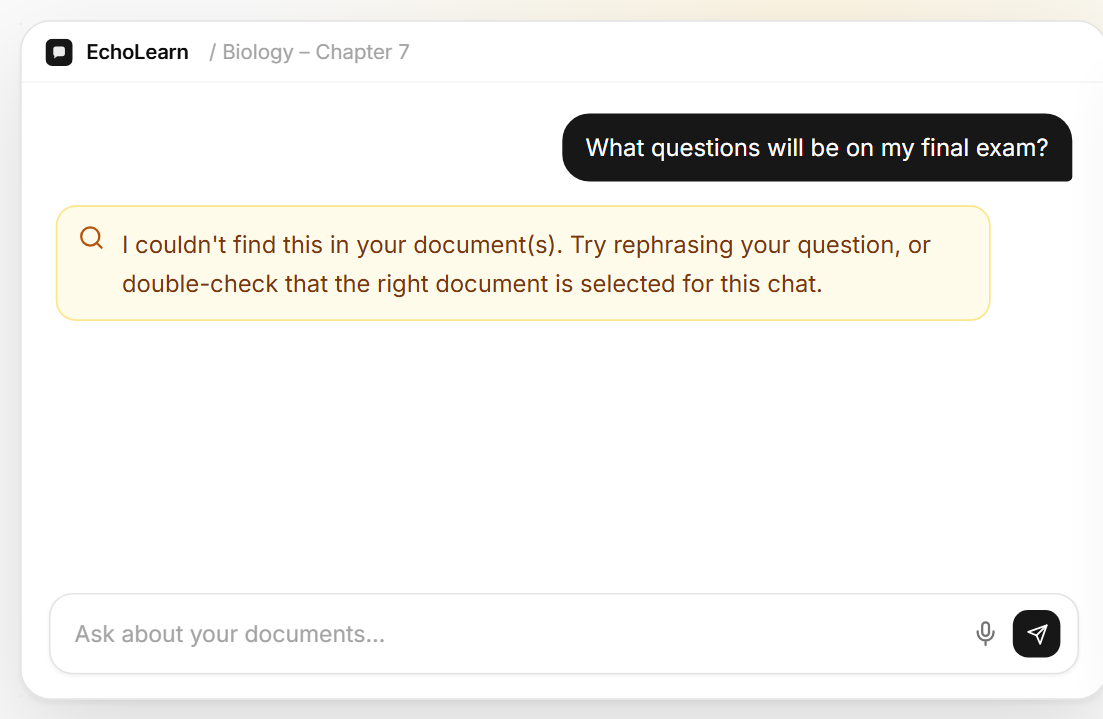 EchoLearn / Biology – Chapter 7
What questions will be on my final exam?
I couldn't find this in your document(s). Try rephrasing your question, or
double-check that the right document is selected for this chat.
Ask about your documents...